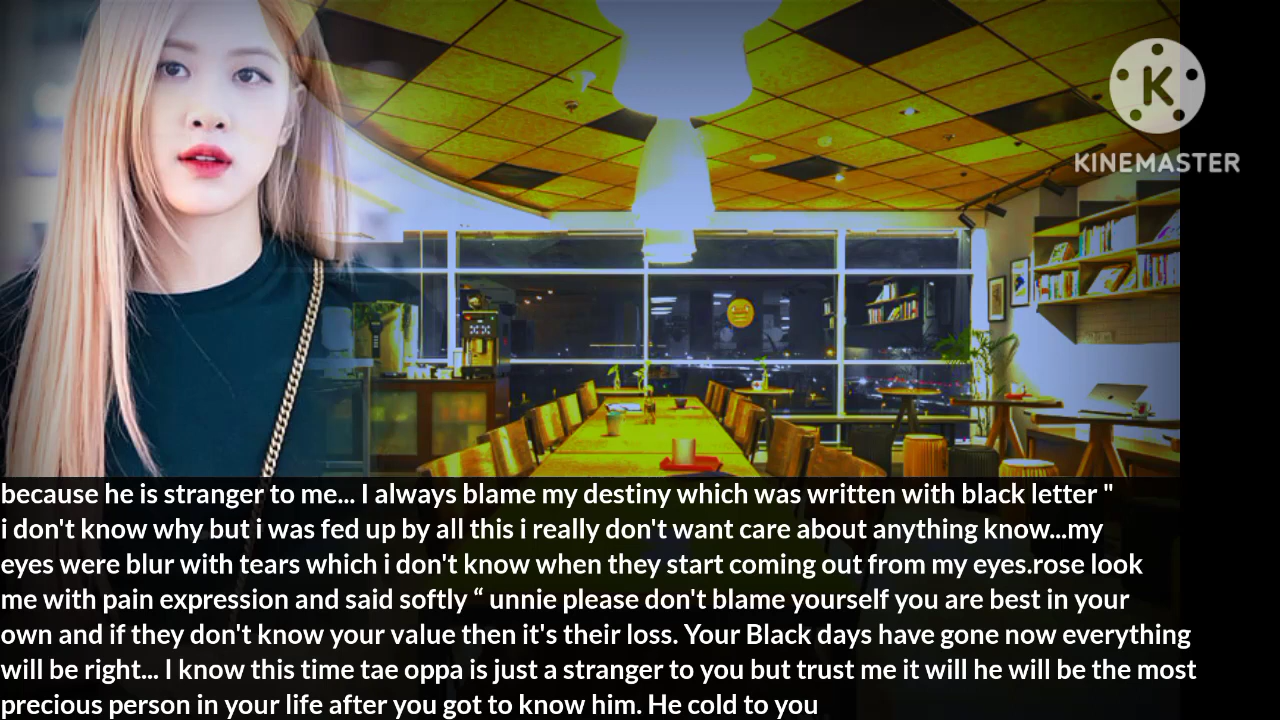 KINEMASTER
because he is stranger to me... I always blame my destiny which was written with black letter "
i don't know why but i was fed up by all this i really don't want care about anything know...my
eyes were blur with tears which i don't know when they start coming out from my eyes.rose look
me with pain expression and said softly “ unnie please don't blame yourself you are best in your
own and if they don't know your value then it's their loss. Your Black days have gone now everything
will be right... I know this time tae oppa is just a stranger to you but trust me it will he will be the most
precious person in your life after you got to know him. He cold to you